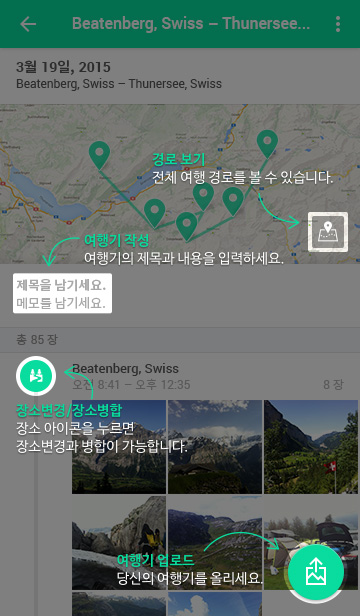 Beatenberg, Swiss – Thunersee...
3월 19일, 2015
Beatenberg, Swiss – Thunersee, Swiss
경로 보기
전체 여행 경로를 볼 수 있습니다.
여행기 작성
여행기의 제목과 내용을 입력하세요.
제목을 남기세요.
메모를 남기세요.
총 85 장
Beatenberg, Swiss
오전 8:41 – 오후 12:35
8 장
장소변경/장소병합
장소 아이콘을 누르면
장소변경과 병합이 가능합니다.
여행기 업로드
당신의 여행기를 올리세요.